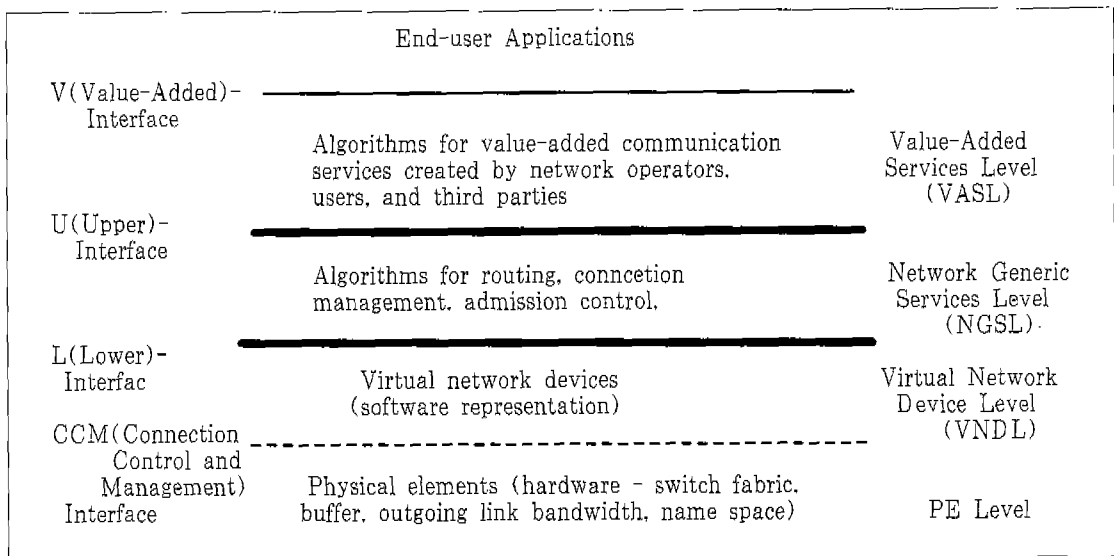 End-user Applications
V(Value-Added)-
Interface
Algorithms for value-added communication
services created by network operators.
users, and third parties
Value-Added
Services Level
(VASL)
U(Upper)-
Interface
Algorithms for routing, conncetion
management. admission control,
Network Generic
Services Level
(NGSL)
L(Lower)-
Interfac
Virtual network devices
(software representation)
Virtual Network
Device Level
(VNDL)
CCM(Connection
Control and
Management)
Interface
Physical elements (hardware - switch fabric.
buffer, outgoing link bandwidth, name space)
PE Level